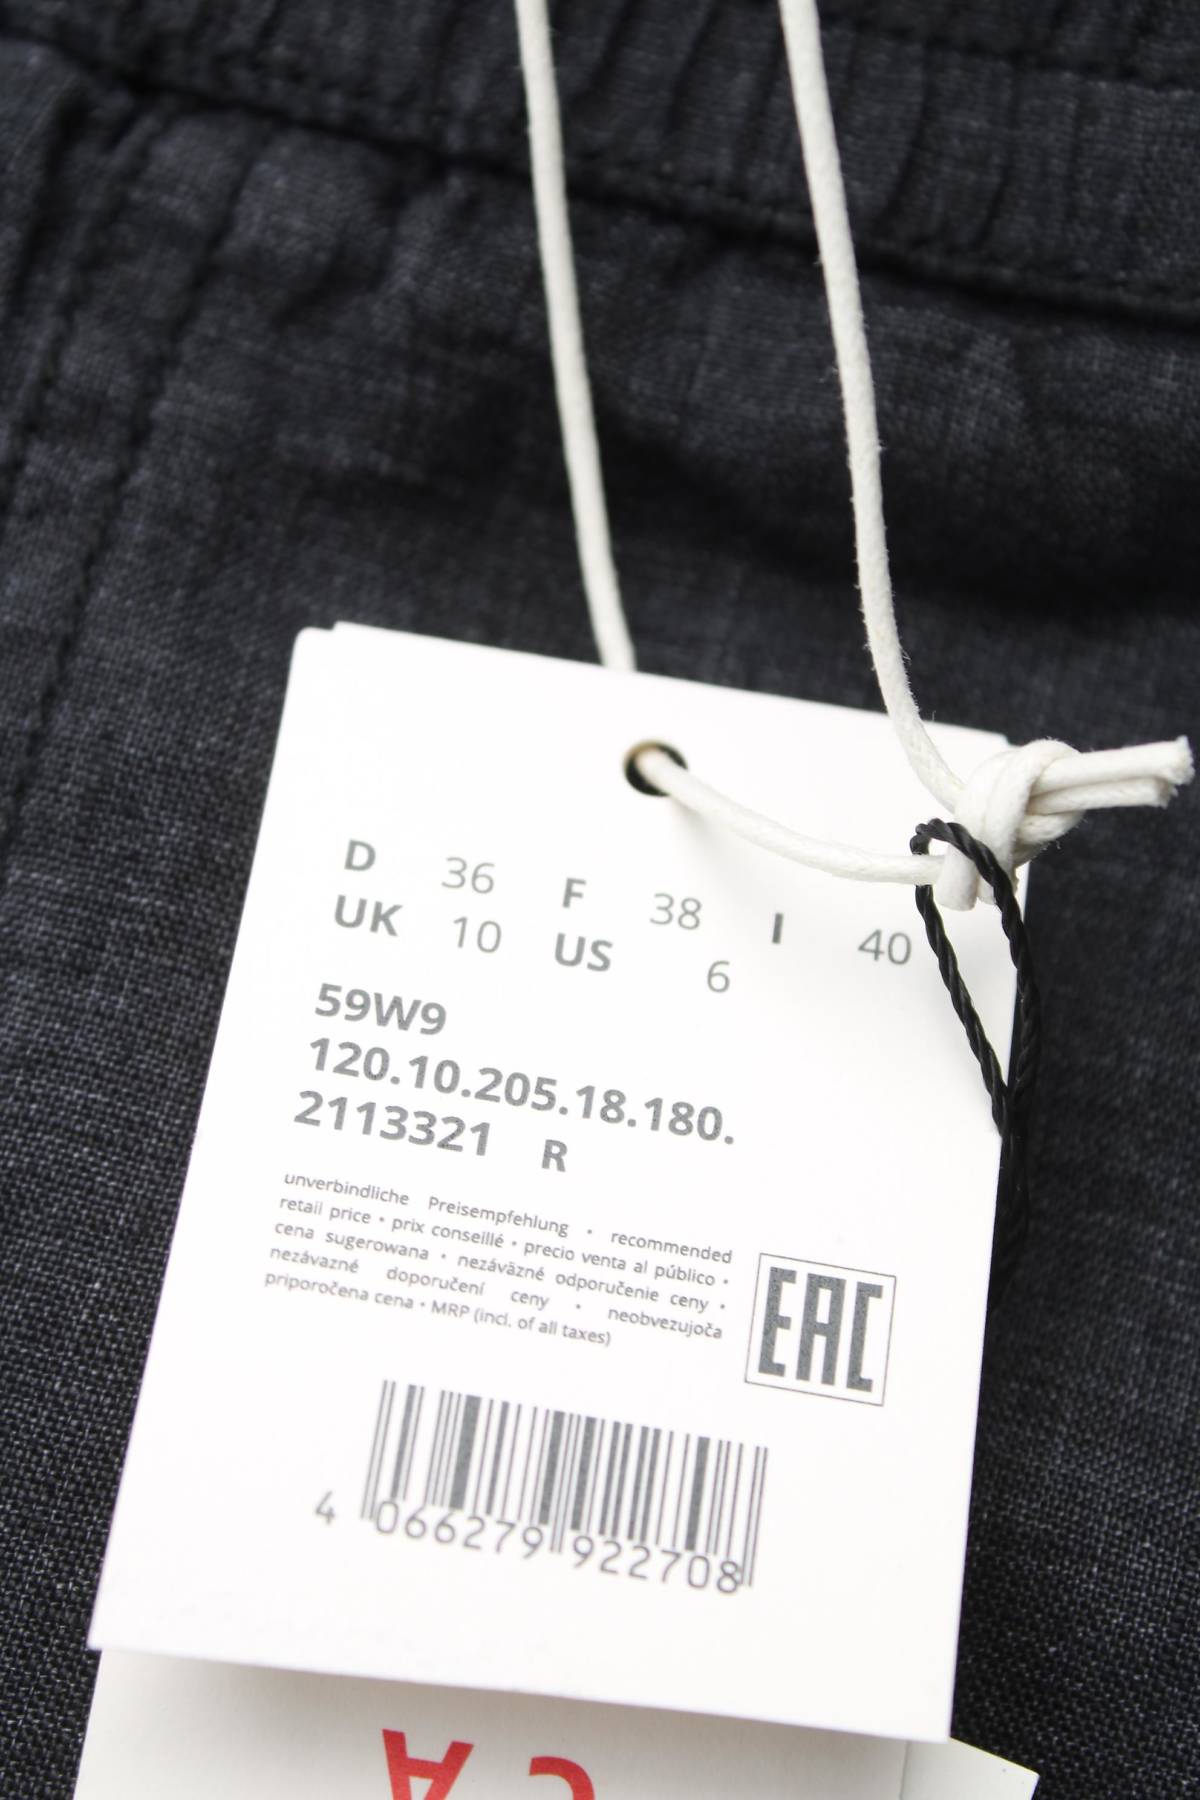 D 36 F 38 I 40
UK 10 US 6
59W9
120.10.205.18.180.
2113321 R
unverbindliche Preisempfehlung • recommended
retail price • prix conseillé • precio venta al público •
cena sugerowana • nezáväzné odporučenie ceny •
nezávazné doporučení ceny • neobvezujoča
priporočena cena • MRP (incl. of all taxes)
EAC
4 066279 922708